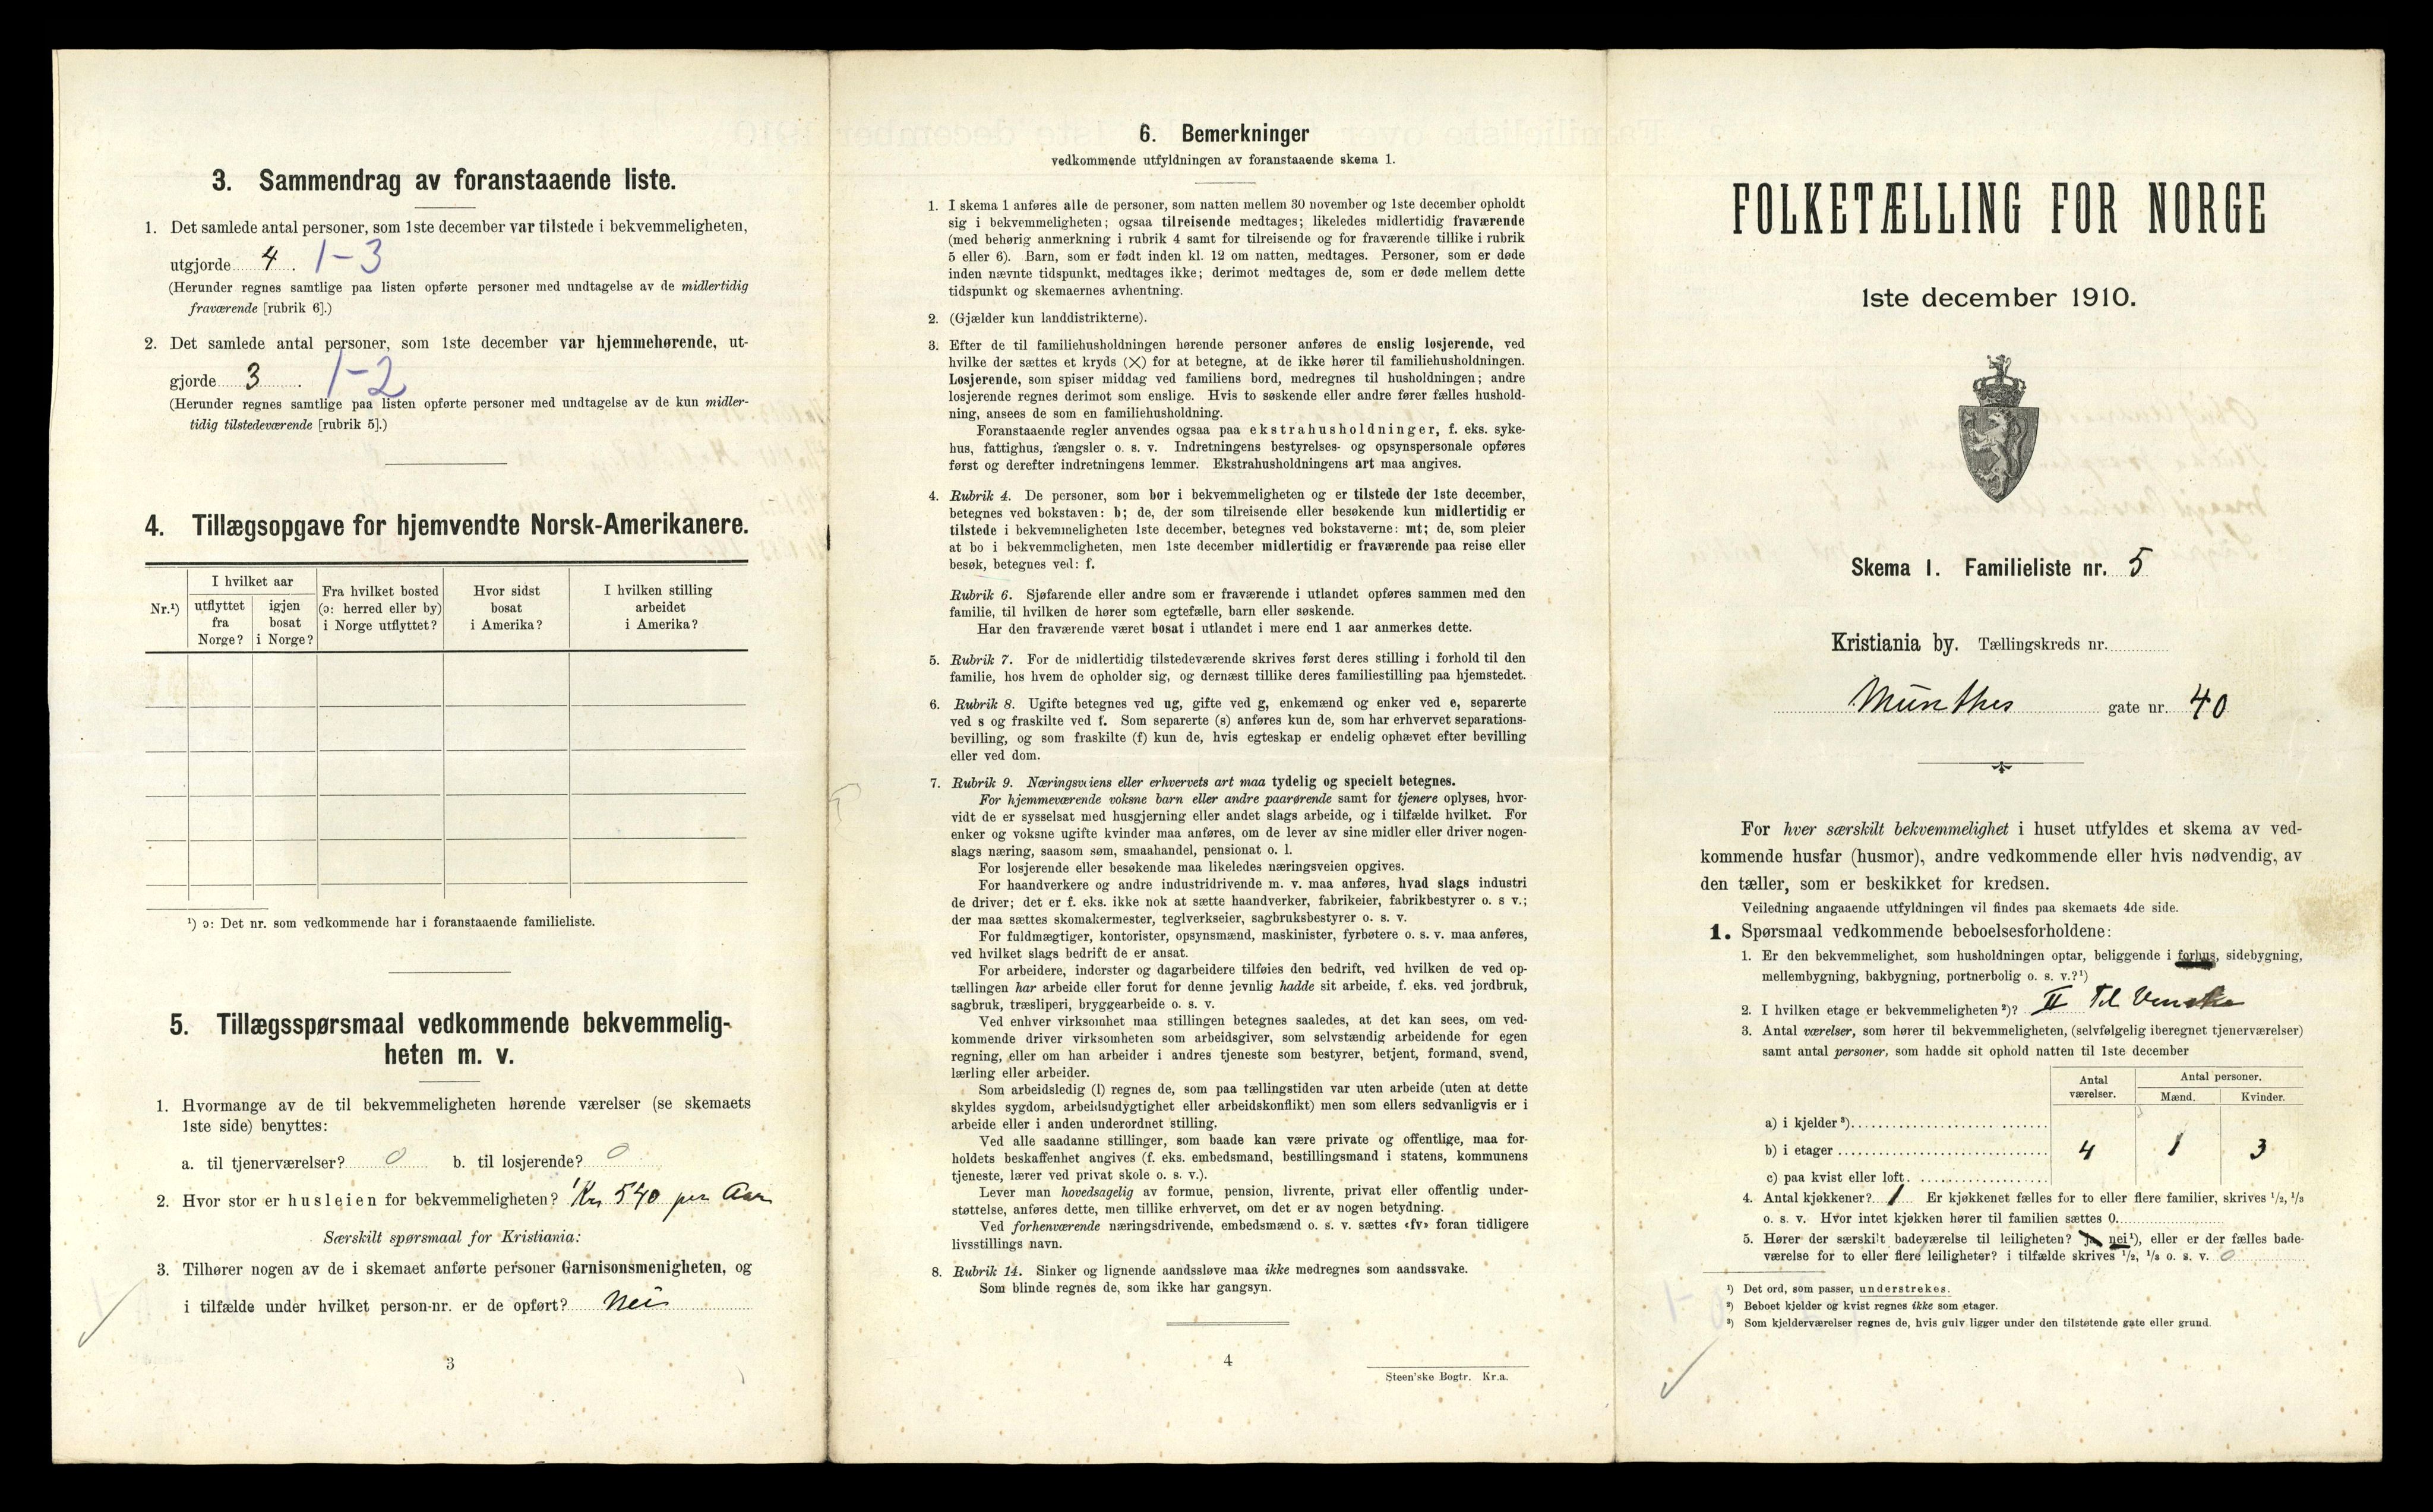 3. Sammendrag av foranstaaende liste.
1. Det samlede antal personer, som 1ste december var tilstede i bekvemmeligheten,
utgjorde 4. 1-3
(Herunder regnes samtlige paa listen opførte personer med undtagelse av de midlertidig
fraværende [rubrik 6].)
2. Det samlede antal personer, som 1ste december var hjemmehørende, ut-
gjorde 3. 1-2
(Herunder regnes samtlige paa listen opførte personer med undtagelse av de kun midler-
tidig tilstedeværende [rubrik 5].)
4. Tillægsopgave for hjemvendte Norsk-Amerikanere.
Nr.¹)
I hvilket aar
utflyttet
fra
Norge?
igjen
bosat
i Norge?
Fra hvilket bosted
(ɔ: herred eller by)
i Norge utflyttet?
Hvor sidst
bosat
i Amerika?
I hvilken stilling
arbeidet
i Amerika?
¹) ɔ: Det nr. som vedkommende har i foranstaaende familieliste.
5. Tillægsspørsmaal vedkommende bekvemmelig-
heten m. v.
1. Hvormange av de til bekvemmeligheten hørende værelser (se skemaets
1ste side) benyttes:
a. til tjenerværelser? 0 b. til losjerende? 0
2. Hvor stor er husleien for bekvemmeligheten? Kr 540 per Aar
Særskilt spørsmaal for Kristiania:
3. Tilhører nogen av de i skemaet anførte personer Garnisonsmenigheten, og
i tilfælde under hvilket person-nr. er de opført? Nei
3
6. Bemerkninger
vedkommende utfyldningen av foranstaaende skema 1.
1. I skema 1 anføres alle de personer, som natten mellem 30 november og 1ste december opholdt
sig i bekvemmeligheten; ogsaa tilreisende medtages; likeledes midlertidig fraværende
(med behørig anmerkning i rubrik 4 samt for tilreisende og for fraværende tillike i rubrik
5 eller 6). Barn, som er født inden kl. 12 om natten, medtages. Personer, som er døde
inden nævnte tidspunkt, medtages ikke; derimot medtages de, som er døde mellem dette
tidspunkt og skemaernes avhentning.
2. (Gjælder kun landdistrikterne).
3. Efter de til familiehusholdningen hørende personer anføres de enslig losjerende, ved
hvilke der sættes et kryds (×) for at betegne, at de ikke hører til familiehusholdningen.
Losjerende, som spiser middag ved familiens bord, medregnes til husholdningen; andre
losjerende regnes derimot som enslige. Hvis to søskende eller andre fører fælles hushold-
ning, ansees de som en familiehusholdning.
Foranstaaende regler anvendes ogsaa paa ekstrahusholdninger, f. eks. syke-
hus, fattighus, fængsler o. s. v. Indretningens bestyrelses- og opsynspersonale opføres
først og derefter indretningens lemmer. Ekstrahusholdningens art maa angives.
4. Rubrik 4. De personer, som bor i bekvemmeligheten og er tilstede der 1ste december,
betegnes ved bokstaven: b; de, der som tilreisende eller besøkende kun midlertidig er
tilstede i bekvemmeligheten 1ste december, betegnes ved bokstaverne: mt; de, som pleier
at bo i bekvemmeligheten, men 1ste december midlertidig er fraværende paa reise eller
besøk, betegnes ved: f.
Rubrik 6. Sjøfarende eller andre som er fraværende i utlandet opføres sammen med den
familie, til hvilken de hører som egtefælle, barn eller søskende.
Har den fraværende været bosat i utlandet i mere end 1 aar anmerkes dette.
5. Rubrik 7. For de midlertidig tilstedeværende skrives først deres stilling i forhold til den
familie, hos hvem de opholder sig, og dernæst tillike deres familiestilling paa hjemstedet.
6. Rubrik 8. Ugifte betegnes ved ug, gifte ved g, enkemænd og enker ved e, separerte
ved s og fraskilte ved f. Som separerte (s) anføres kun de, som har erhvervet separations-
bevilling, og som fraskilte (f) kun de, hvis egteskap er endelig ophævet efter bevilling
eller ved dom.
7. Rubrik 9. Næringsveiens eller erhvervets art maa tydelig og specielt betegnes.
For hjemmeværende voksne barn eller andre paarørende samt for tjenere oplyses, hvor-
vidt de er sysselsat med husgjerning eller andet slags arbeide, og i tilfælde hvilket. For
enker og voksne ugifte kvinder maa anføres, om de lever av sine midler eller driver nogen-
slags næring, saasom søm, smaahandel, pensionat o. l.
For losjerende eller besøkende maa likeledes næringsveien opgives.
For haandverkere og andre industridrivende m. v. maa anføres, hvad slags industri
de driver; det er f. eks. ikke nok at sætte haandverker, fabrikeier, fabrikbestyrer o. s v.;
der maa sættes skomakermester, teglverkseier, sagbruksbestyrer o. s. v.
For fuldmægtiger, kontorister, opsynsmænd, maskinister, fyrbøtere o. s. v. maa anføres,
ved hvilket slags bedrift de er ansat.
For arbeidere, inderster og dagarbeidere tilføies den bedrift, ved hvilken de ved op-
tællingen har arbeide eller forut for denne jevnlig hadde sit arbeide, f. eks. ved jordbruk,
sagbruk, træsliperi, bryggearbeide o. s. v.
Ved enhver virksomhet maa stillingen betegnes saaledes, at det kan sees, om ved-
kommende driver virksomheten som arbeidsgiver, som selvstændig arbeidende for egen
regning, eller om han arbeider i andres tjeneste som bestyrer, betjent, formand, svend,
lærling eller arbeider.
Som arbeidsledig (l) regnes de, som paa tællingstiden var uten arbeide (uten at dette
skyldes sygdom, arbeidsudygtighet eller arbeidskonflikt) men som ellers sedvanligvis er i
arbeide eller i anden underordnet stilling.
Ved alle saadanne stillinger, som baade kan være private og offentlige, maa for-
holdets beskaffenhet angives (f. eks. embedsmand, bestillingsmand i statens, kommunens
tjeneste, lærer ved privat skole o. s. v.).
Lever man hovedsagelig av formue, pension, livrente, privat eller offentlig under-
støttelse, anføres dette, men tillike erhvervet, om det er av nogen betydning.
Ved forhenværende næringsdrivende, embedsmænd o. s. v. sættes «fv» foran tidligere
livsstillings navn.
8. Rubrik 14. Sinker og lignende aandssløve maa ikke medregnes som aandssvake.
Som blinde regnes de, som ikke har gangsyn.
4
Steen'ske Bogtr. Kr.a.
FOLKETÆLLING FOR NORGE
1ste december 1910.
Skema 1. Familieliste nr. 5
Kristiania by. Tællingskreds nr.
Münthes gate nr. 40
For hver særskilt bekvemmelighet i huset utfyldes et skema av ved-
kommende husfar (husmor), andre vedkommende eller hvis nødvendig, av
den tæller, som er beskikket for kredsen.
Veiledning angaaende utfyldningen vil findes paa skemaets 4de side.
1. Spørsmaal vedkommende beboelsesforholdene:
1. Er den bekvemmelighet, som husholdningen optar, beliggende i forhus, sidebygning,
mellembygning, bakbygning, portnerbolig o. s. v.?¹)
2. I hvilken etage er bekvemmeligheten²)? II Til Venstre
3. Antal værelser, som hører til bekvemmeligheten, (selvfølgelig iberegnet tjenerværelser)
samt antal personer, som hadde sit ophold natten til 1ste december
Antal
værelser.
Antal personer.
Mænd. Kvinder.
a) i kjelder³)
b) i etager 4 1 3
c) paa kvist eller loft.
4. Antal kjøkkener? 1 Er kjøkkenet fælles for to eller flere familier, skrives 1/2, 1/3
o. s. v. Hvor intet kjøkken hører til familien sættes 0.
5. Hører der særskilt badeværelse til leiligheten? ja nei¹), eller er der fælles bade-
værelse for to eller flere leiligheter? i tilfælde skrives 1/2, 1/3 o. s. v. 0
¹) Det ord, som passer, understrekes.
²) Beboet kjelder og kvist regnes ikke som etager.
³) Som kjelderværelser regnes de, hvis gulv ligger under den tilstøtende gate eller grund.